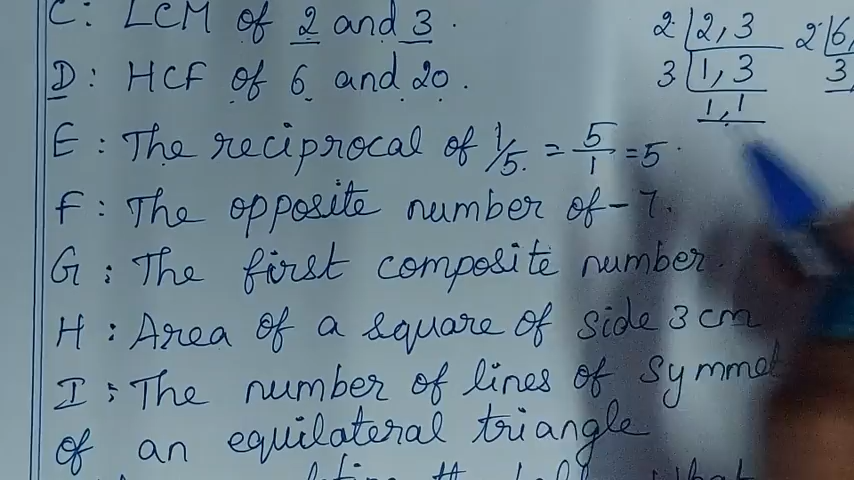 C: LCM of 2 and 3.
2 2, 3
2 6,
D: HCF of 6 and 20.
3 1, 3
3
1, 1
E: The reciprocal of 1/5. = 5/1 = 5.
F: The opposite number of -7.
G: The first composite number.
H: Area of a square of side 3 cm
I: The number of lines of symmet
of an equilateral triangle